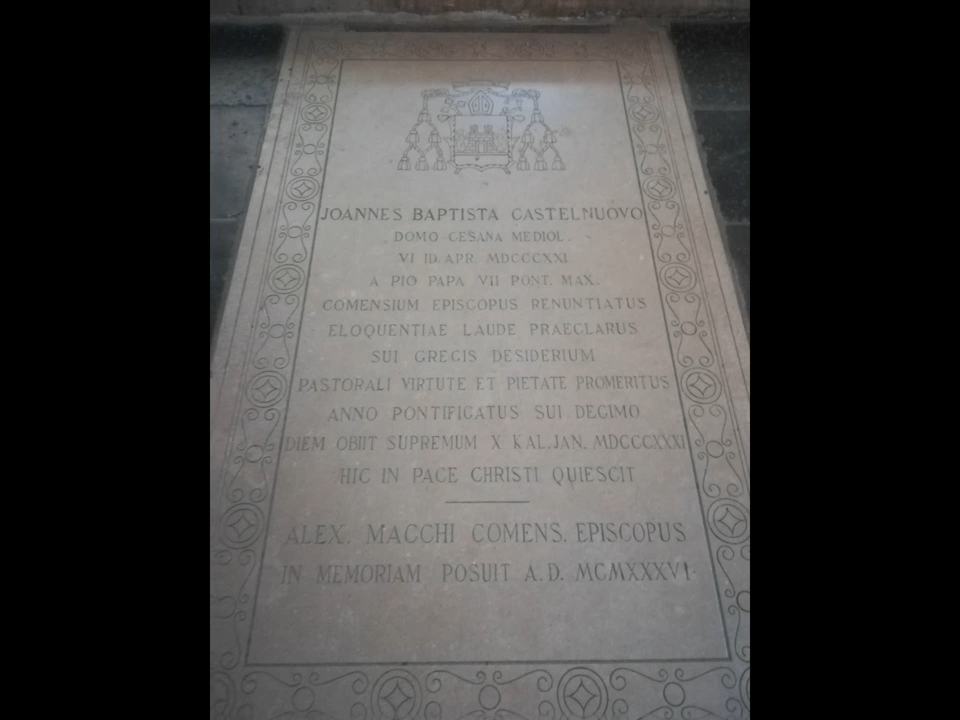 JOANNES BAPTISTA CASTELNUOVO
DOMO CESANA MEDIOL.
VI ID. APR. MDCCCXXI
A PIO PAPA VII PONT. MAX.
COMENSIUM EPISCOPUS RENUNTIATUS
ELOQUENTIAE LAUDE PRAECLARUS
SUI GREGIS DESIDERIUM
PASTORALI VIRTUTE ET PIETATE PROMERITUS
ANNO PONTIFICATUS SUI DECIMO
DIEM OBIIT SUPREMUM X KAL. JAN. MDCCCXXXI
HIC IN PACE CHRISTI QUIESCIT
ALEX. MACCHI COMENS. EPISCOPUS
IN MEMORIAM POSUIT A.D. MCMXXXVI